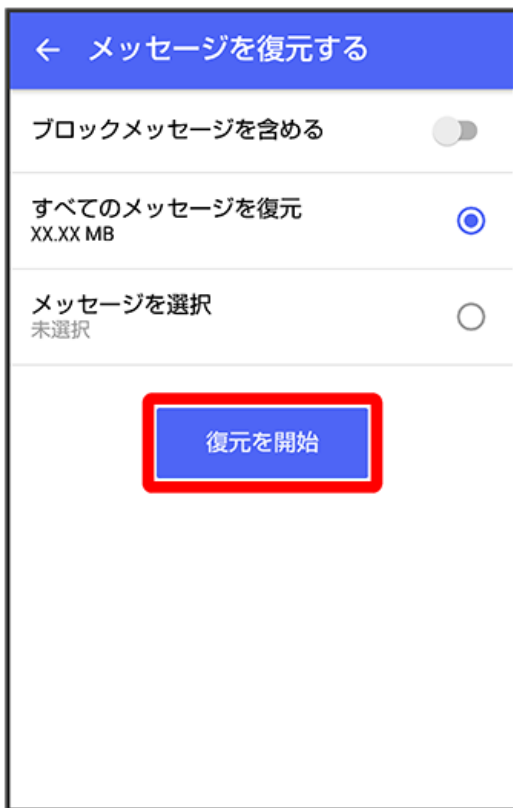 メッセージを復元する
ブロックメッセージを含める
すべてのメッセージを復元
XX.XX MB
メッセージを選択
未選択
復元を開始